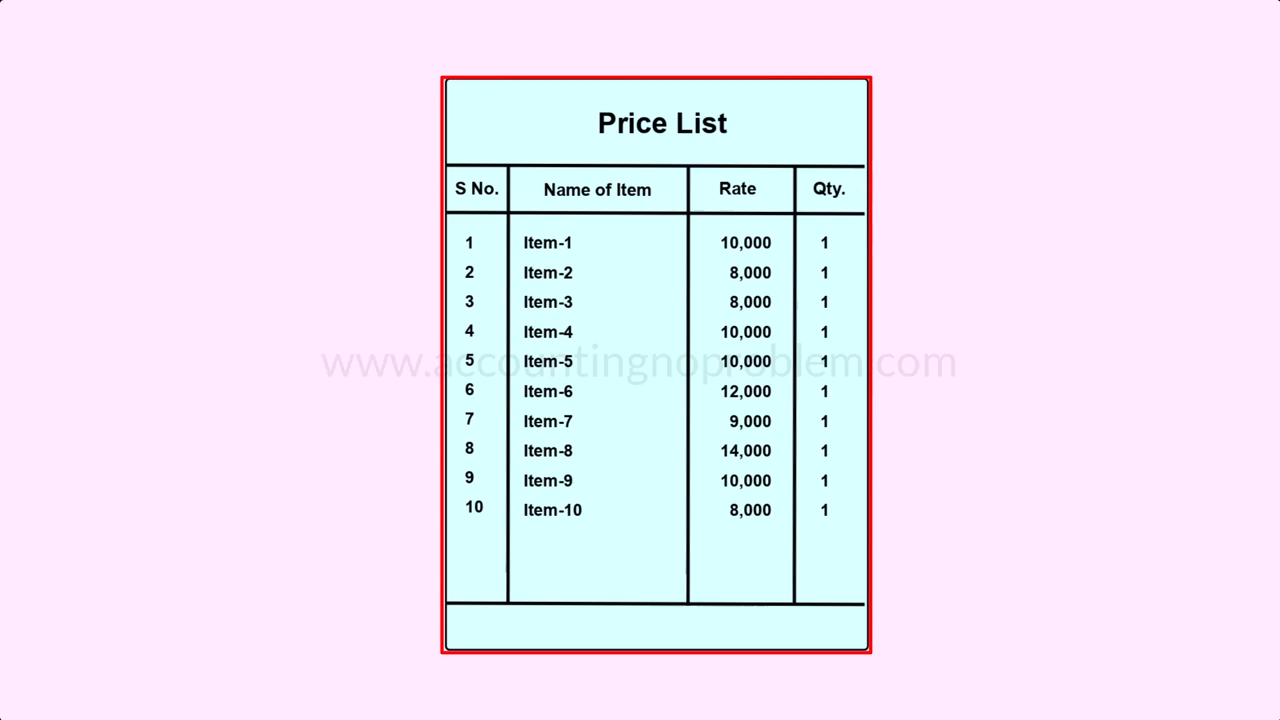 Price List
S No. Name of Item Rate Qty.
1 Item-1 10,000 1
2 Item-2 8,000 1
3 Item-3 8,000 1
4 Item-4 10,000 1
www.accountingnoproblem.com
5 Item-5 10,000 1
6 Item-6 12,000 1
7 Item-7 9,000 1
8 Item-8 14,000 1
9 Item-9 10,000 1
10 Item-10 8,000 1